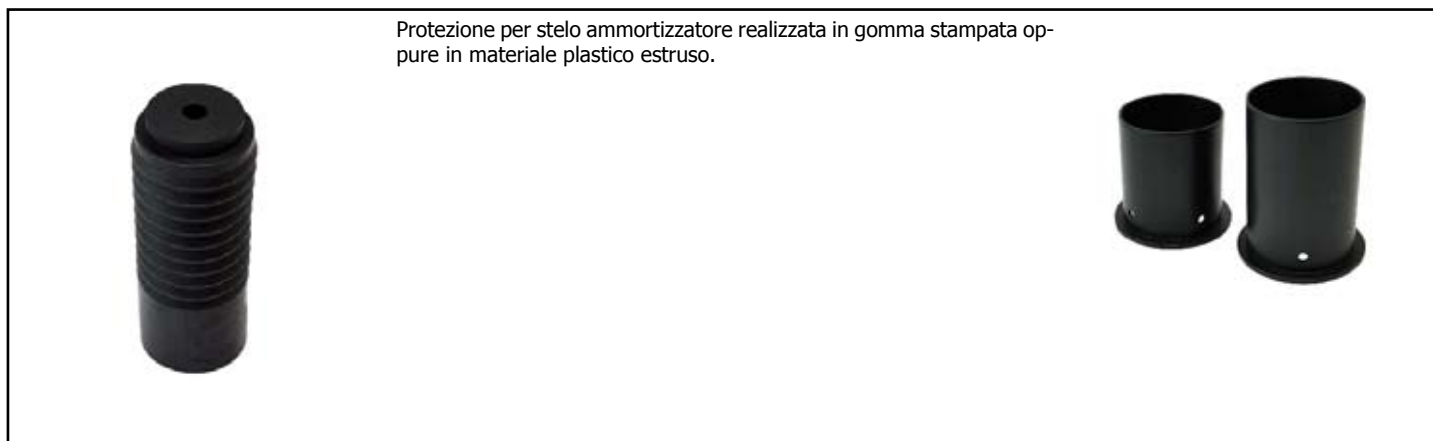 Protezione per stelo ammortizzatore realizzata in gomma stampata op-
pure in materiale plastico estruso.